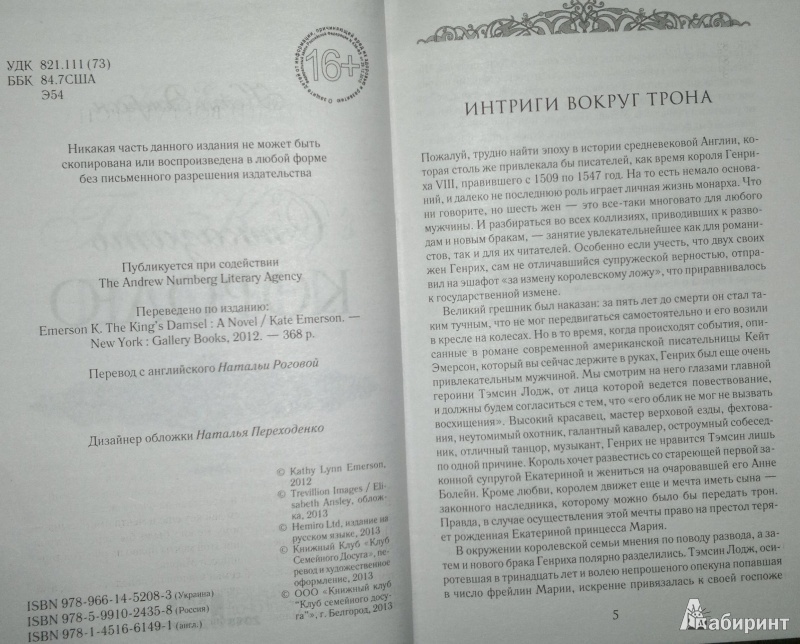 УДК 821.111 (73)
ББК 84.7США
Э54
16+
Никакая часть данного издания не может быть
скопирована или воспроизведена в любой форме
без письменного разрешения издательства
Публикуется при содействии
The Andrew Nurnberg Literary Agency
Переведено по изданию:
Emerson K. The King's Damsel : A Novel / Kate Emerson. —
New York : Gallery Books, 2012. — 368 p.
Перевод с английского Натальи Роговой
Дизайнер обложки Наталья Переходенко
© Kathy Lynn Emerson,
2012
© Trevillion Images / Eli-
sabeth Ansley, облож-
ка, 2013
© Hemiro Ltd, издание на
русском языке, 2013
© Книжный Клуб «Клуб
Семейного Досуга», пе-
ревод и художественное
оформление, 2013
© ООО «Книжный клуб
"Клуб семейного досу-
га"», г. Белгород, 2013
ISBN 978-966-14-5208-3 (Украина)
ISBN 978-5-9910-2435-8 (Россия)
ISBN 978-1-4516-6149-1 (англ.)
ИНТРИГИ ВОКРУГ ТРОНА
Пожалуй, трудно найти эпоху в истории средневековой Англии, ко-
торая столь же привлекала бы писателей, как время короля Генри-
ха VIII, правившего с 1509 по 1547 год. На то есть немало основа-
ний, и далеко не последнюю роль играет личная жизнь монарха. Что
ни говорите, но шесть жен — это все-таки многовато для любого
мужчины. И разбираться во всех коллизиях, приводивших к разво-
дам и новым бракам, — занятие увлекательнейшее как для романи-
стов, так и для их читателей. Особенно если учесть, что двух своих
жен Генрих, сам не отличавшийся супружеской верностью, отпра-
вил на эшафот «за измену королевскому ложу», что приравнивалось
к государственной измене.
Великий грешник был наказан: за пять лет до смерти он стал та-
ким тучным, что не мог передвигаться самостоятельно и его возили
в кресле на колесах. Но в то время, когда происходят события, опи-
санные в романе современной американской писательницы Кейт
Эмерсон, который вы сейчас держите в руках, Генрих был еще очень
привлекательным мужчиной. Мы смотрим на него глазами главной
героини Тэмсин Лодж, от лица которой ведется повествование,
и должны будем согласиться с тем, что «его облик не мог не вызвать
восхищения». Высокий красавец, мастер верховой езды, фехтова-
ния, неутомимый охотник, галантный кавалер, остроумный собесед-
ник, отличный танцор, музыкант, Генрих не нравится Тэмсин лишь
по одной причине. Король хочет развестись со стареющей первой за-
конной супругой Екатериной и жениться на очаровавшей его Анне
Болейн. Кроме любви, королем движет еще и мечта иметь сына —
законного наследника, которому можно было бы передать трон.
Правда, в случае осуществления этой мечты право на престол теря-
ет рожденная Екатериной принцесса Мария.
В окружении королевской семьи мнения по поводу развода, а за-
тем и нового брака Генриха полярно разделились. Тэмсин Лодж, оси-
ротевшая в тринадцать лет и волею непрошеного опекуна попавшая
в число фрейлин Марии, искренне привязалась к своей госпоже
5
Лабиринт